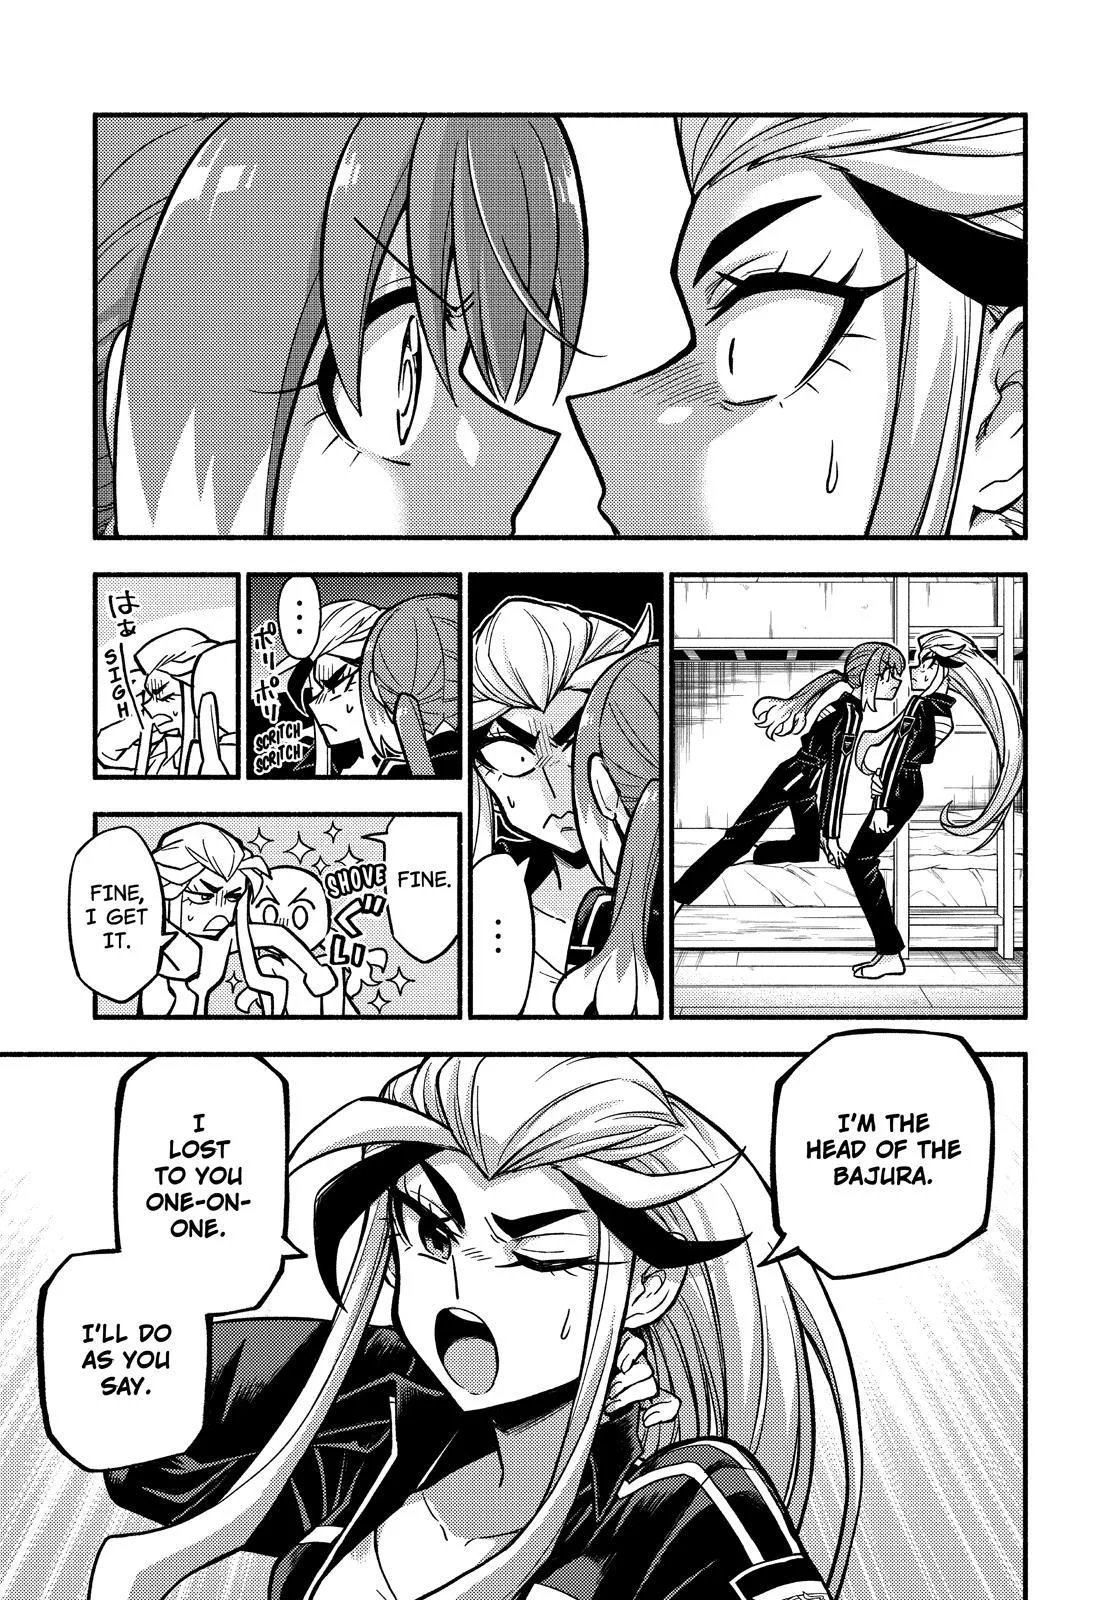 ...
...
ポリポリ
SCRITCH
SCRITCH
はぁ
SIGH
FINE.
SHOVE
ぐい
FINE,
I GET
IT.
I'M THE
HEAD OF THE
BAJURA.
I
LOST
TO YOU
ONE-ON-
ONE.
I'LL DO
AS YOU
SAY.